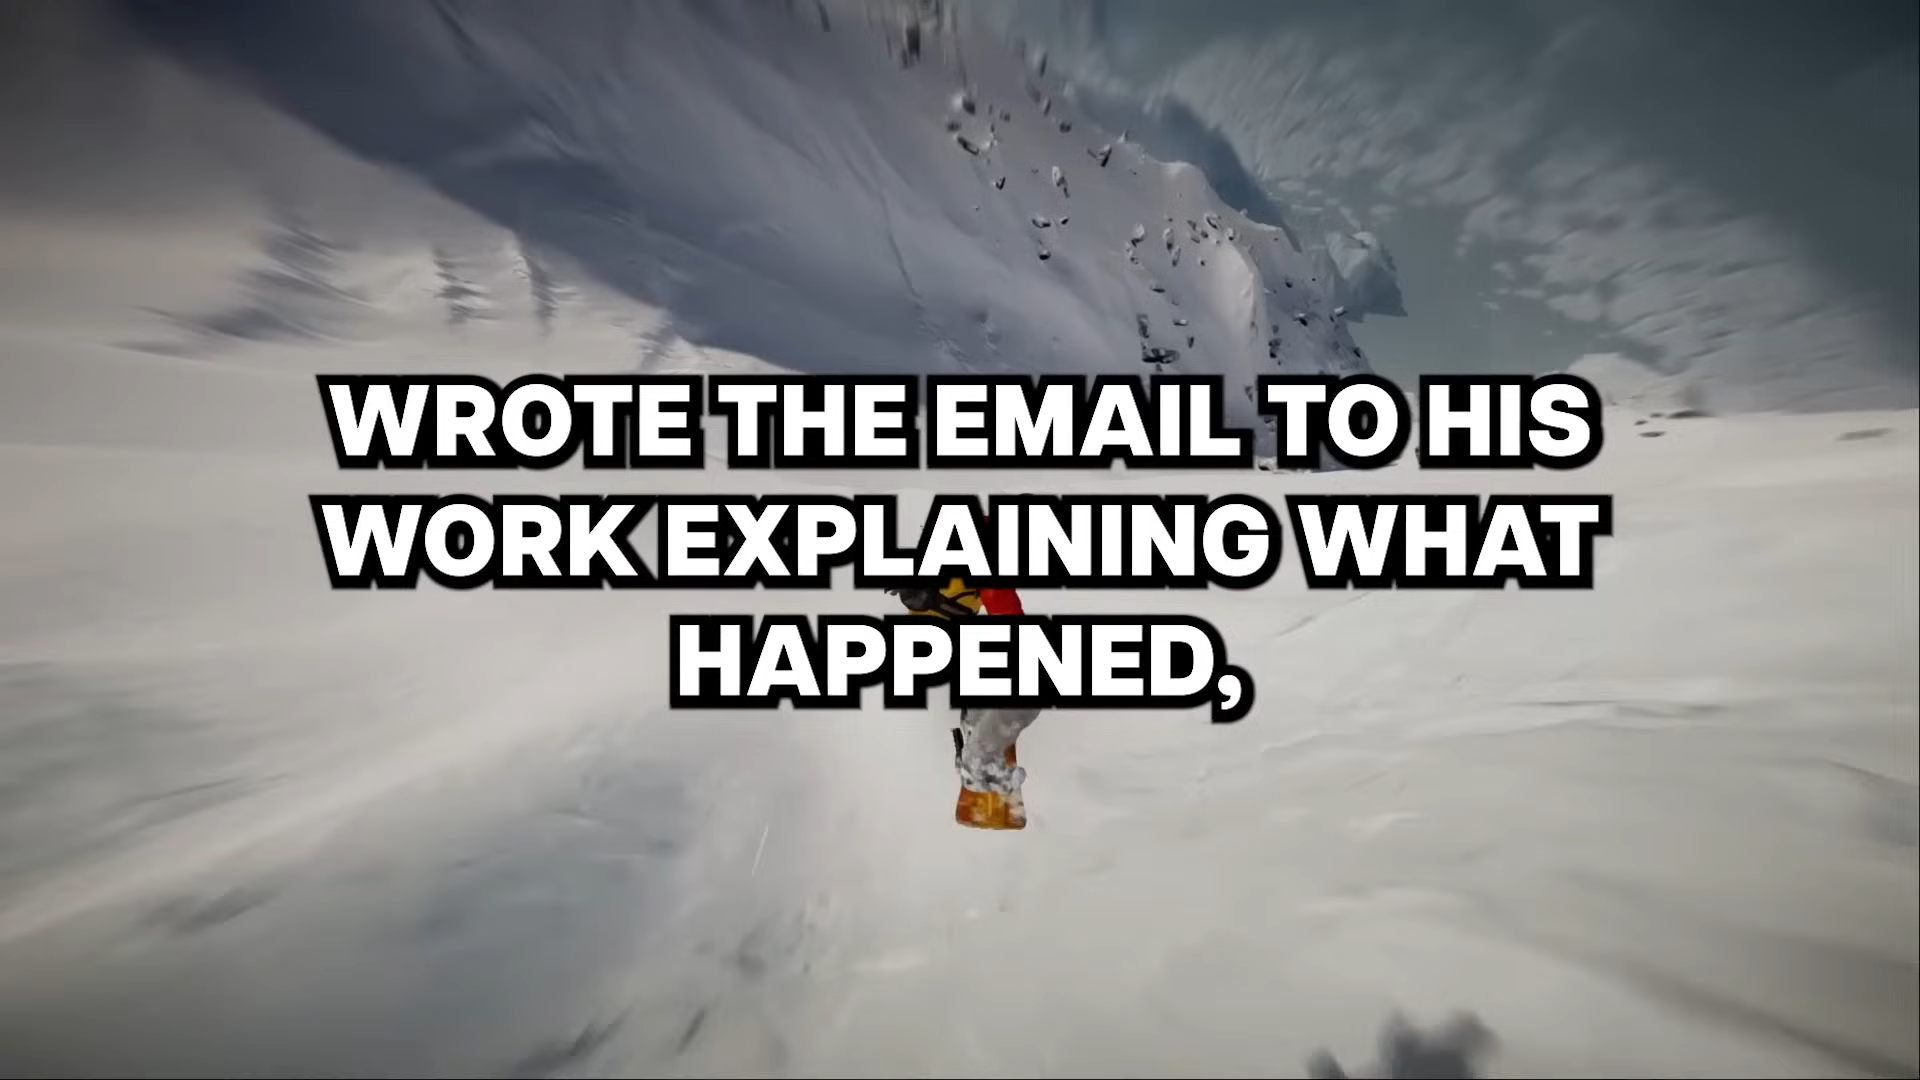 WROTE THE EMAIL TO HIS
WORK EXPLAINING WHAT
HAPPENED,